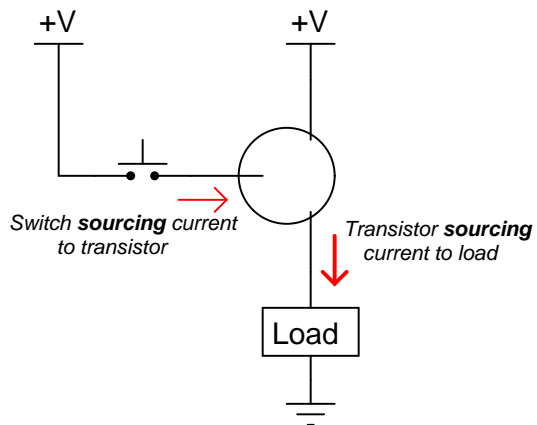 +V
+V
Switch sourcing current
to transistor
Transistor sourcing
current to load
Load